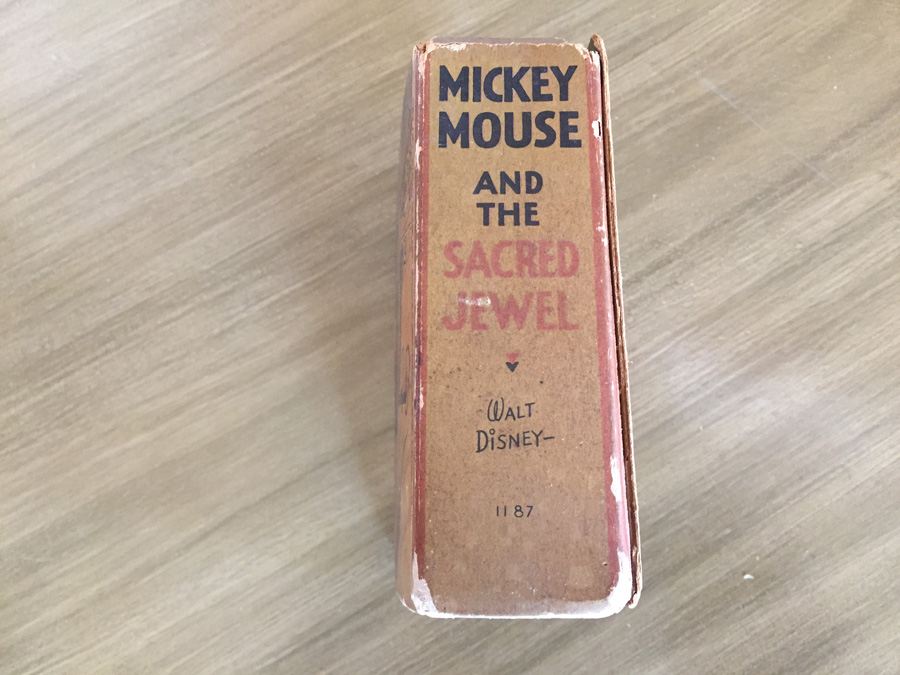 MICKEY
MOUSE
AND
THE
SACRED
JEWEL
WALT
DiSNEY—
1187